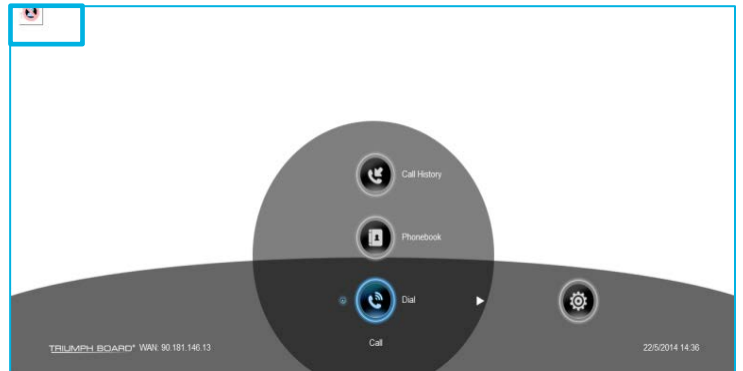 Call History
Phonebook
Dial
Call
TRIUMPH BOARD® WAN: 90.181.146.13
22/5/2014 14:36